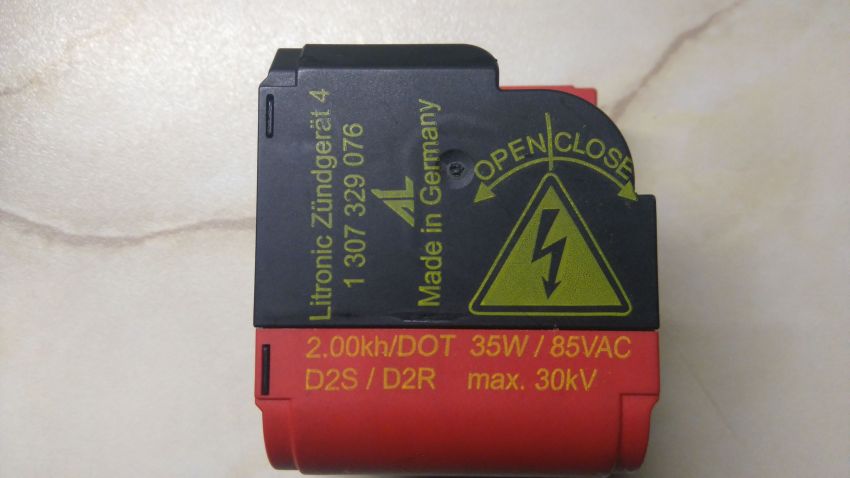 Litronic Zündgerät 4
1 307 329 076
AL
Made in Germany
OPEN CLOSE
2.00kh/DOT 35W / 85VAC
D2S / D2R max. 30kV